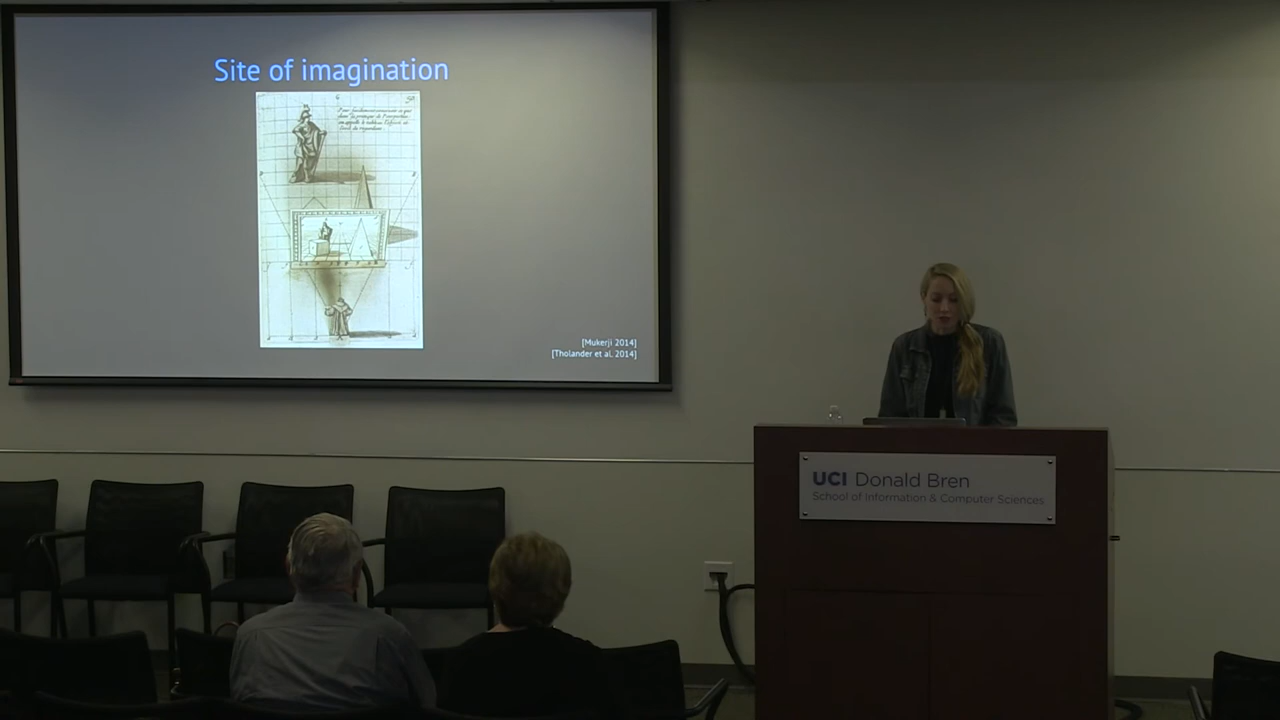 Site of imagination
[Mukerji 2014]
[Tholander et al. 2014]
UCI Donald Bren
School of Information & Computer Sciences